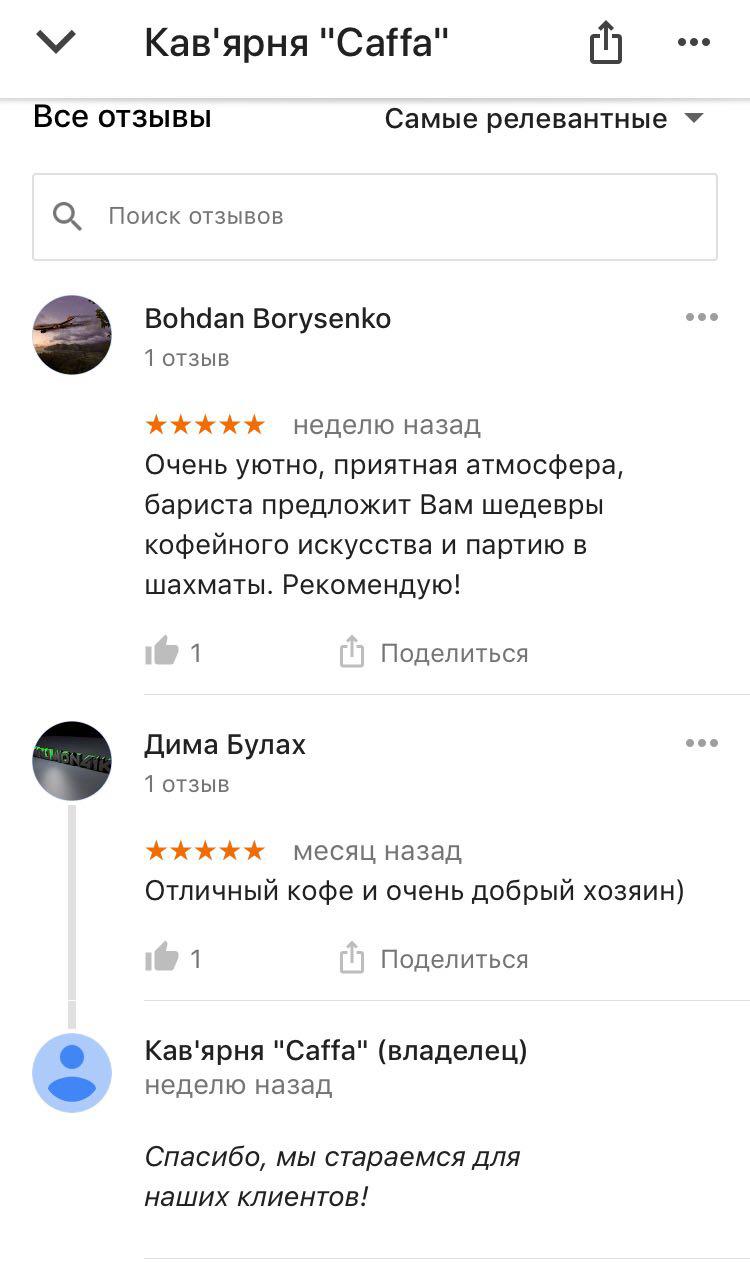 Кав'ярня "Caffa"
Все отзывы
Самые релевантные
Поиск отзывов
Bohdan Borysenko
1 отзыв
неделю назад
Очень уютно, приятная атмосфера,
бариста предложит Вам шедевры
кофейного искусства и партию в
шахматы. Рекомендую!
1
Поделиться
Дима Булах
1 отзыв
месяц назад
Отличный кофе и очень добрый хозяин)
1
Поделиться
Кав'ярня "Caffa" (владелец)
неделю назад
Спасибо, мы стараемся для
наших клиентов!